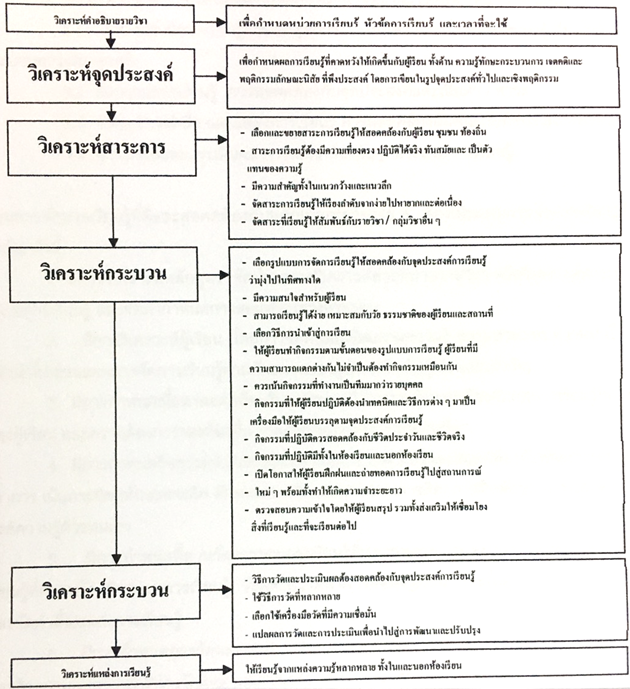 วิเคราะห์คำอธิบายรายวิชา
เพื่อกำหนดหน่วยการเรียนรู้ หัวข้อการเรียนรู้ และเวลาที่จะใช้
วิเคราะห์จุดประสงค์
เพื่อกำหนดผลการเรียนรู้ที่คาดหวังให้เกิดขึ้นกับผู้เรียน ทั้งด้าน ความรู้ทักษะกระบวนการ เจตคติและ
พฤติกรรมลักษณะนิสัย ที่พึงประสงค์ โดยการเขียนในรูปจุดประสงค์ทั่วไปและเชิงพฤติกรรม
วิเคราะห์สาระการ
- เลือกและขยายสาระการเรียนรู้ให้สอดคล้องกับผู้เรียน ชุมชน ท้องถิ่น
- สาระการเรียนรู้ต้องมีความเที่ยงตรง ปฏิบัติได้จริง ทันสมัยและ เป็นตัว
แทนของความรู้
- มีความสำคัญทั้งในแนวกว้างและแนวลึก
- จัดสาระการเรียนรู้ให้เรียงลำดับจากง่ายไปหายากและต่อเนื่อง
- จัดสาระที่เรียนรู้ให้สัมพันธ์กับรายวิชา / กลุ่มวิชาอื่น ๆ
วิเคราะห์กระบวน
- เลือกรูปแบบการจัดการเรียนรู้ให้สอดคล้องกับจุดประสงค์การเรียนรู้
ว่ามุ่งไปในทิศทางใด
- มีความสนใจสำหรับผู้เรียน
- สามารถเรียนรู้ได้ง่าย เหมาะสมกับวัย ธรรมชาติของผู้เรียนและสถานที่
- เลือกวิธีการนำเข้าสู่การเรียน
- ให้ผู้เรียนทำกิจกรรมตามขั้นตอนของรูปแบบการเรียนรู้ ผู้เรียนที่มี
ความสามารถแตกต่างกันไม่จำเป็นต้องทำกิจกรรมเหมือนกัน
- ควรเน้นกิจกรรมที่ทำงานเป็นทีมมากว่ารายบุคคล
- กิจกรรมที่ให้ผู้เรียนปฏิบัติต้องนำเทคนิคและวิธีการต่าง ๆ มาเป็น
เครื่องมือให้ผู้เรียนบรรลุตามจุดประสงค์การเรียนรู้
- กิจกรรมที่ปฏิบัติควรสอดคล้องกับชีวิตประจำวันและชีวิตจริง
- กิจกรรมที่ปฏิบัติมีทั้งในห้องเรียนและนอกห้องเรียน
- เปิดโอกาสให้ผู้เรียนฝึกฝนและถ่ายทอดการเรียนรู้ไปสู่สถานการณ์
- ใหม่ ๆ พร้อมทั้งทำให้เกิดความจำระยะยาว
- ตรวจสอบความเข้าใจโดยให้ผู้เรียนสรุป รวมทั้งส่งเสริมให้เชื่อมโยง
สิ่งที่เรียนรู้และที่จะเรียนต่อไป
วิเคราะห์กระบวน
- วิธีการวัดและประเมินผลต้องสอดคล้องกับจุดประสงค์การเรียนรู้
- ใช้วิธีการวัดที่หลากหลาย
- เลือกใช้เครื่องมือวัดที่มีความเชื่อมั่น
- แปลผลการวัดและการประเมินเพื่อนำไปสู่การพัฒนาและปรับปรุง
วิเคราะห์แหล่งการเรียนรู้
ให้เรียนรู้จากแหล่งความรู้หลากหลาย ทั้งในและนอกห้องเรียน